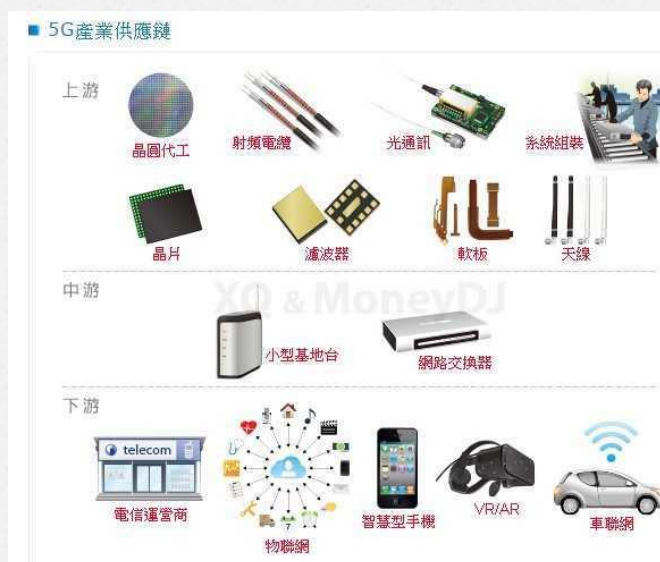 5G產業供應鏈
上游
晶圓代工
射頻電纜
光通訊
系統組裝
晶片
濾波器
軟板
天線
XQ & MoneyDJ
中游
小型基地台
網路交換器
下游
telecom
電信運營商
物聯網
智慧型手機
VR/AR
車聯網